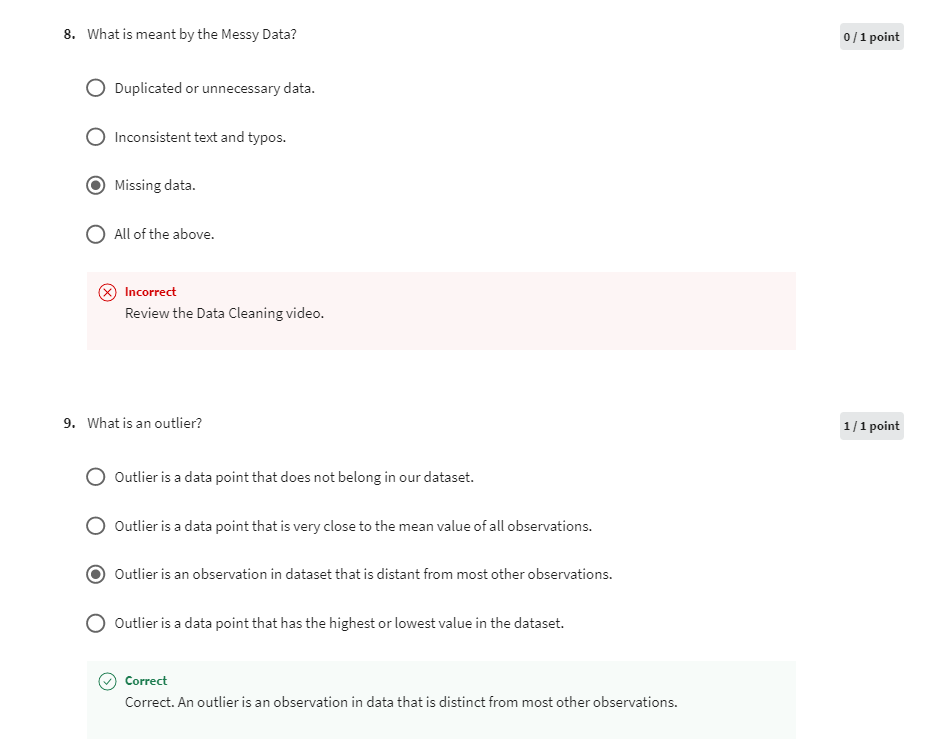 8. What is meant by the Messy Data?
0 / 1 point
Duplicated or unnecessary data.
Inconsistent text and typos.
Missing data.
All of the above.
Incorrect
Review the Data Cleaning video.
9. What is an outlier?
1 / 1 point
Outlier is a data point that does not belong in our dataset.
Outlier is a data point that is very close to the mean value of all observations.
Outlier is an observation in dataset that is distant from most other observations.
Outlier is a data point that has the highest or lowest value in the dataset.
Correct
Correct. An outlier is an observation in data that is distinct from most other observations.